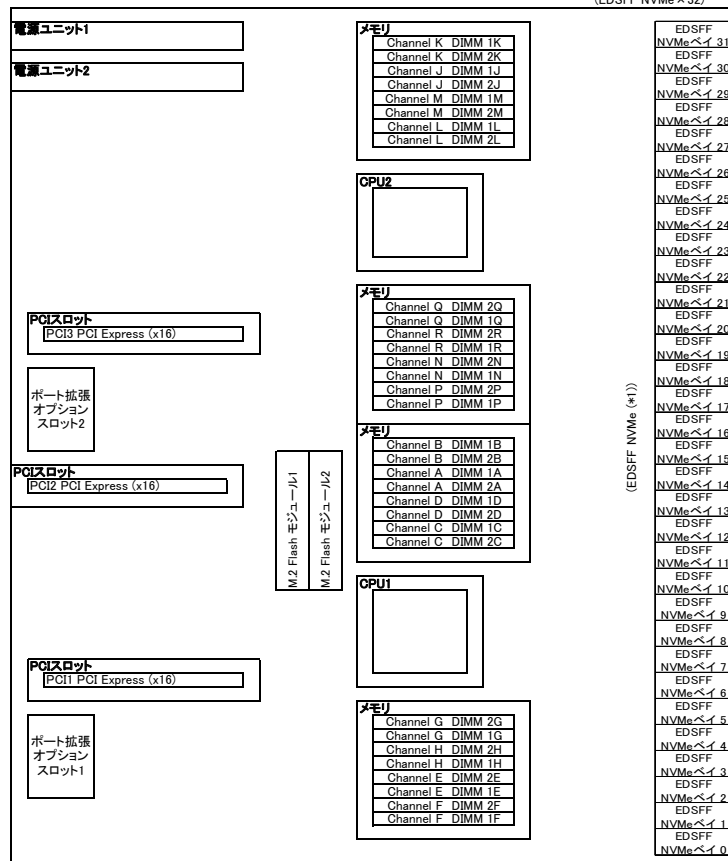 (EDSFF NVMe × 32)
電源ユニット1
電源ユニット2
メモリ
Channel K DIMM 1K
Channel K DIMM 2K
Channel J DIMM 1J
Channel J DIMM 2J
Channel M DIMM 1M
Channel M DIMM 2M
Channel L DIMM 1L
Channel L DIMM 2L
CPU2
メモリ
Channel Q DIMM 2Q
Channel Q DIMM 1Q
Channel R DIMM 2R
Channel R DIMM 1R
Channel N DIMM 2N
Channel N DIMM 1N
Channel P DIMM 2P
Channel P DIMM 1P
PCIスロット
PCI3 PCI Express (x16)
ポート拡張
オプション
スロット2
メモリ
Channel B DIMM 1B
Channel B DIMM 2B
Channel A DIMM 1A
Channel A DIMM 2A
Channel D DIMM 1D
Channel D DIMM 2D
Channel C DIMM 1C
Channel C DIMM 2C
PCIスロット
PCI2 PCI Express (x16)
M.2 Flash モジュール1
M.2 Flash モジュール2
CPU1
PCIスロット
PCI1 PCI Express (x16)
ポート拡張
オプション
スロット1
メモリ
Channel G DIMM 2G
Channel G DIMM 1G
Channel H DIMM 2H
Channel H DIMM 1H
Channel E DIMM 2E
Channel E DIMM 1E
Channel F DIMM 2F
Channel F DIMM 1F
(EDSFF NVMe (*1))
EDSFF
NVMeベイ 31
EDSFF
NVMeベイ 30
EDSFF
NVMeベイ 29
EDSFF
NVMeベイ 28
EDSFF
NVMeベイ 27
EDSFF
NVMeベイ 26
EDSFF
NVMeベイ 25
EDSFF
NVMeベイ 24
EDSFF
NVMeベイ 23
EDSFF
NVMeベイ 22
EDSFF
NVMeベイ 21
EDSFF
NVMeベイ 20
EDSFF
NVMeベイ 19
EDSFF
NVMeベイ 18
EDSFF
NVMeベイ 17
EDSFF
NVMeベイ 16
EDSFF
NVMeベイ 15
EDSFF
NVMeベイ 14
EDSFF
NVMeベイ 13
EDSFF
NVMeベイ 12
EDSFF
NVMeベイ 11
EDSFF
NVMeベイ 10
EDSFF
NVMeベイ 9
EDSFF
NVMeベイ 8
EDSFF
NVMeベイ 7
EDSFF
NVMeベイ 6
EDSFF
NVMeベイ 5
EDSFF
NVMeベイ 4
EDSFF
NVMeベイ 3
EDSFF
NVMeベイ 2
EDSFF
NVMeベイ 1
EDSFF
NVMeベイ 0